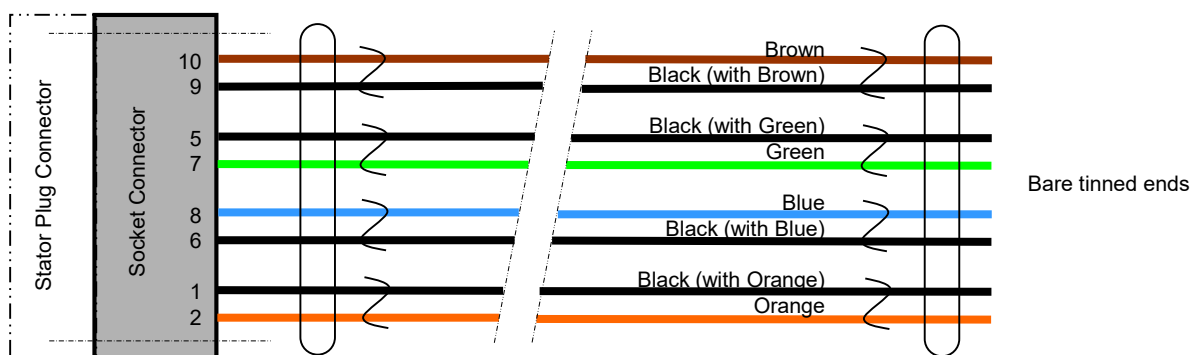 Stator Plug Connector
Socket Connector
10
Brown
9
Black (with Brown)
5
Black (with Green)
7
Green
8
Blue
6
Black (with Blue)
1
Black (with Orange)
2
Orange
Bare tinned ends